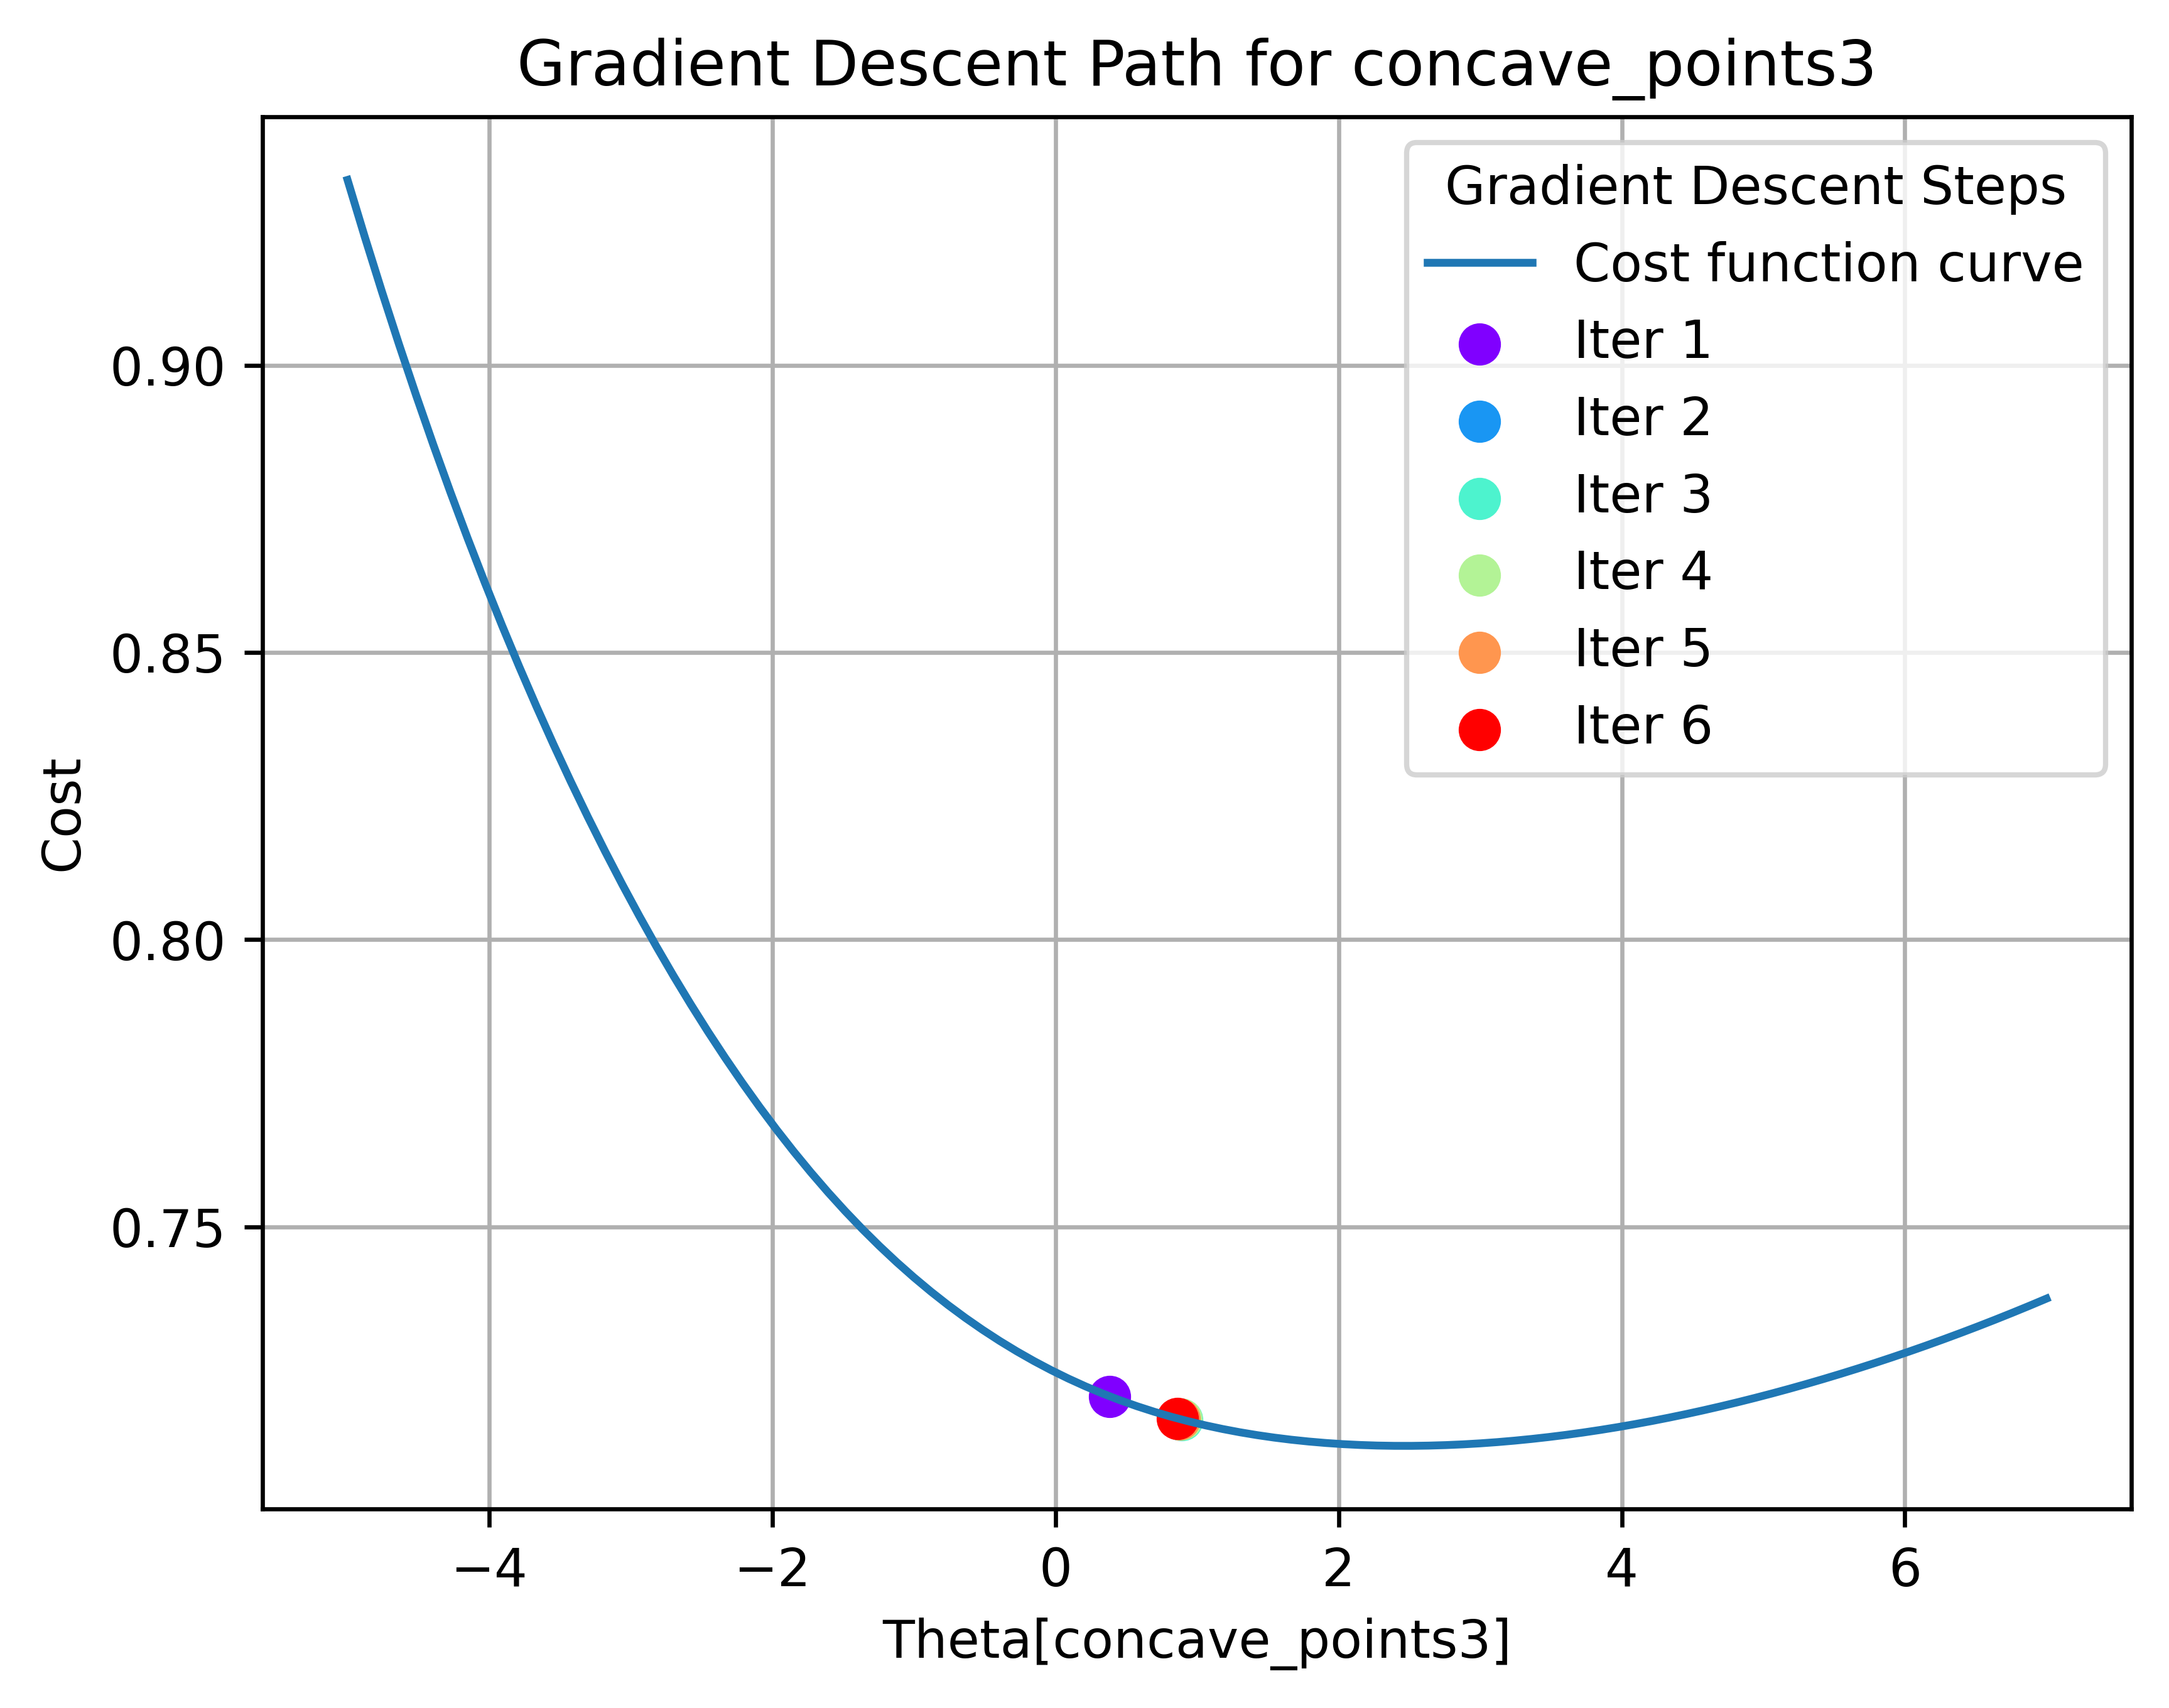 Gradient Descent Path for concave_points3
Gradient Descent Steps
Cost function curve
Iter 1
Iter 2
Iter 3
Iter 4
Iter 5
Iter 6
0.90
0.85
0.80
0.75
Cost
−4 −2 0 2 4 6
Theta[concave_points3]